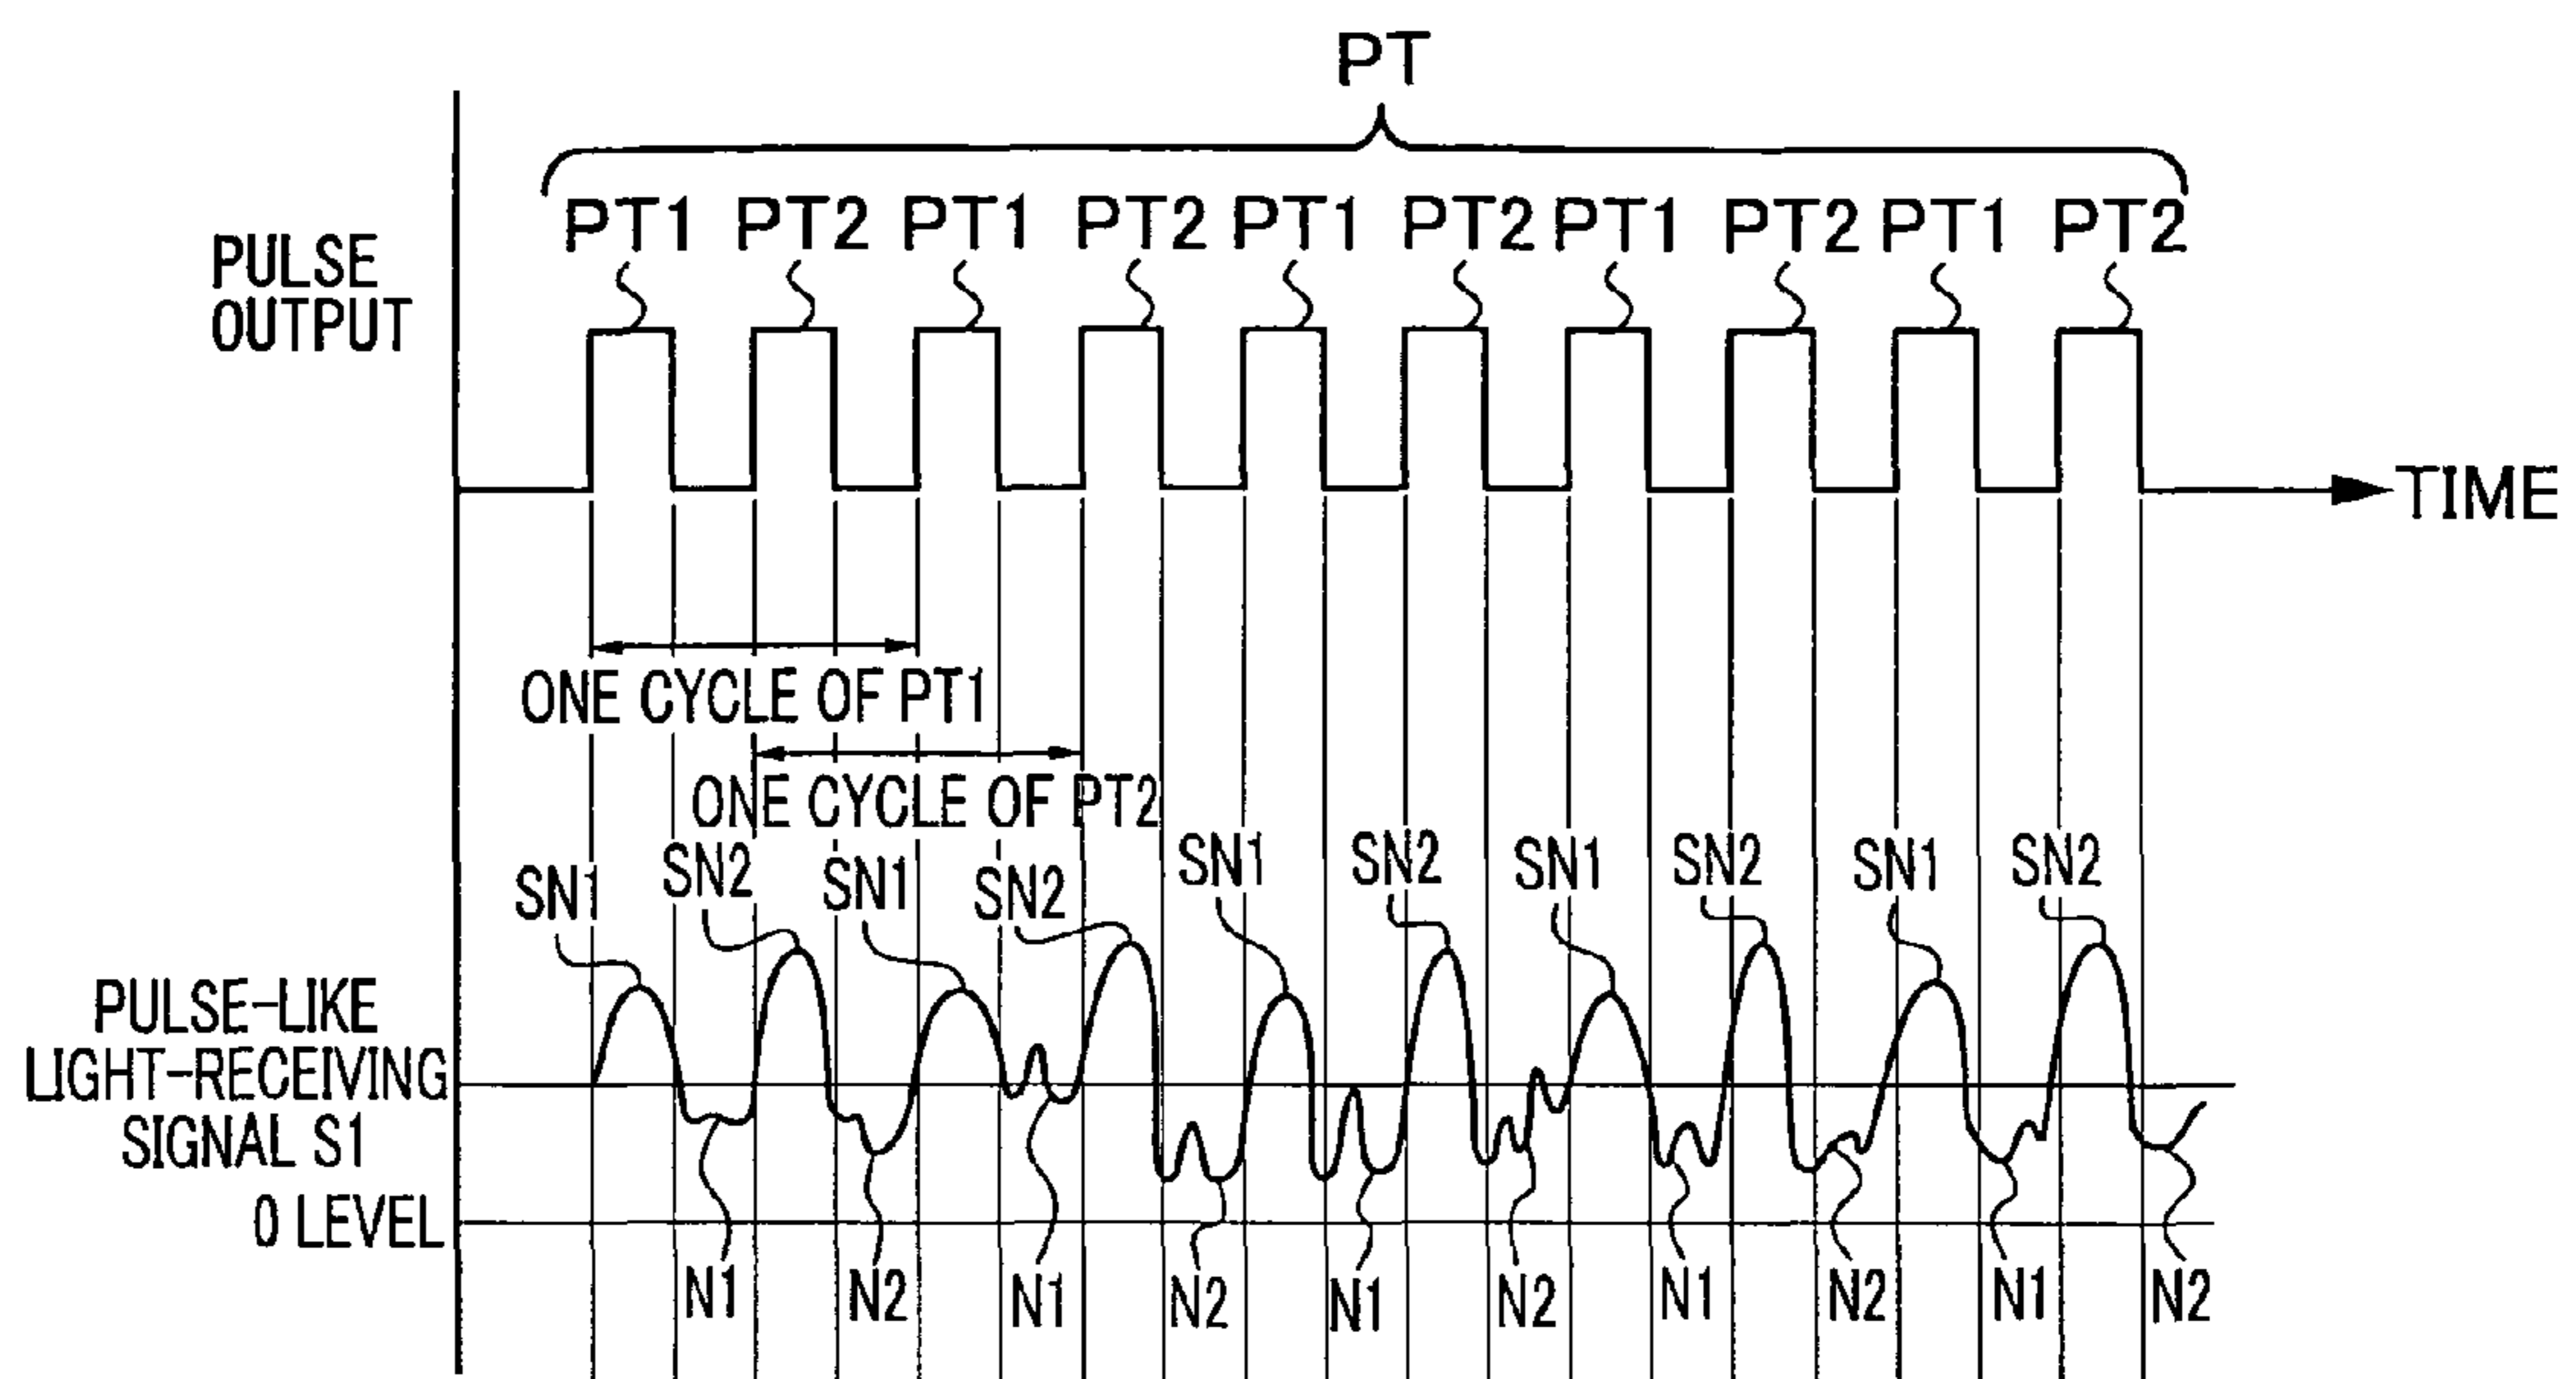 PT
PT1 PT2 PT1 PT2 PT1 PT2 PT1 PT2 PT1 PT2
PULSE
OUTPUT
TIME
ONE CYCLE OF PT1
ONE CYCLE OF PT2
SN1 SN2 SN1 SN2 SN1 SN2 SN1 SN2 SN1 SN2
PULSE-LIKE
LIGHT-RECEIVING
SIGNAL S1
0 LEVEL
N1 N2 N1 N2 N1 N2 N1 N2 N1 N2